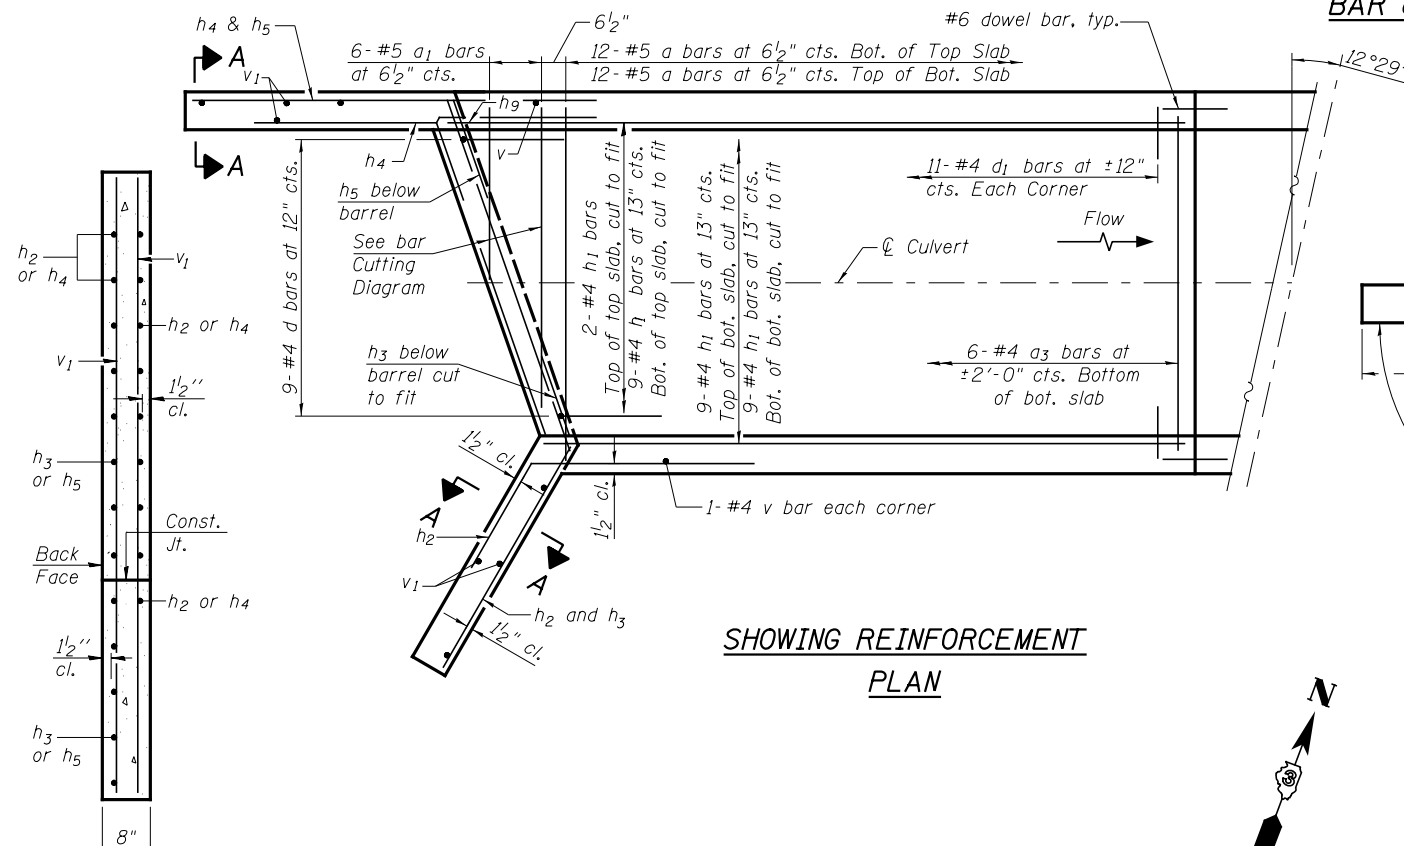 BAR
h4 & h5
A
v1
6- #5 a1 bars
at 6½" cts.
6½"
12- #5 a bars at 6½" cts. Bot. of Top Slab
12- #5 a bars at 6½" cts. Top of Bot. Slab
#6 dowel bar, typ.
12°29'
h9
h4
v
A
h5 below
barrel
See bar
Cutting
Diagram
9- #4 d bars at 12" cts.
h3 below
barrel cut
to fit
2- #4 h1 bars
Top of top slab, cut to fit
9- #4 h bars at 13" cts.
Bot. of top slab, cut to fit
9- #4 h1 bars at 13" cts.
Top of bot. slab, cut to fit
9- #4 h1 bars at 13" cts.
Bot. of bot. slab, cut to fit
11- #4 d1 bars at ±12"
cts. Each Corner
Flow
℄ Culvert
6- #4 a3 bars at
±2'-0" cts. Bottom
of bot. slab
h2
or h4
v1
h2 or h4
v1
1½"
cl.
h3
or h5
Const.
Jt.
Back
Face
h2 or h4
1½"
cl.
h3
or h5
8"
1½" cl.
A
h2
v1
A
1½" cl.
1- #4 v bar each corner
h2 and h3
1½" cl.
SHOWING REINFORCEMENT
PLAN
N